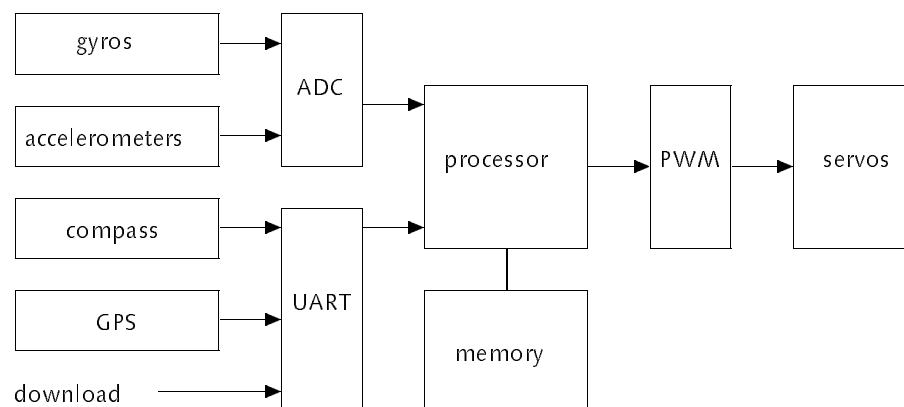 gyros
accelerometers
compass
GPS
download
ADC
UART
processor
memory
PWM
servos